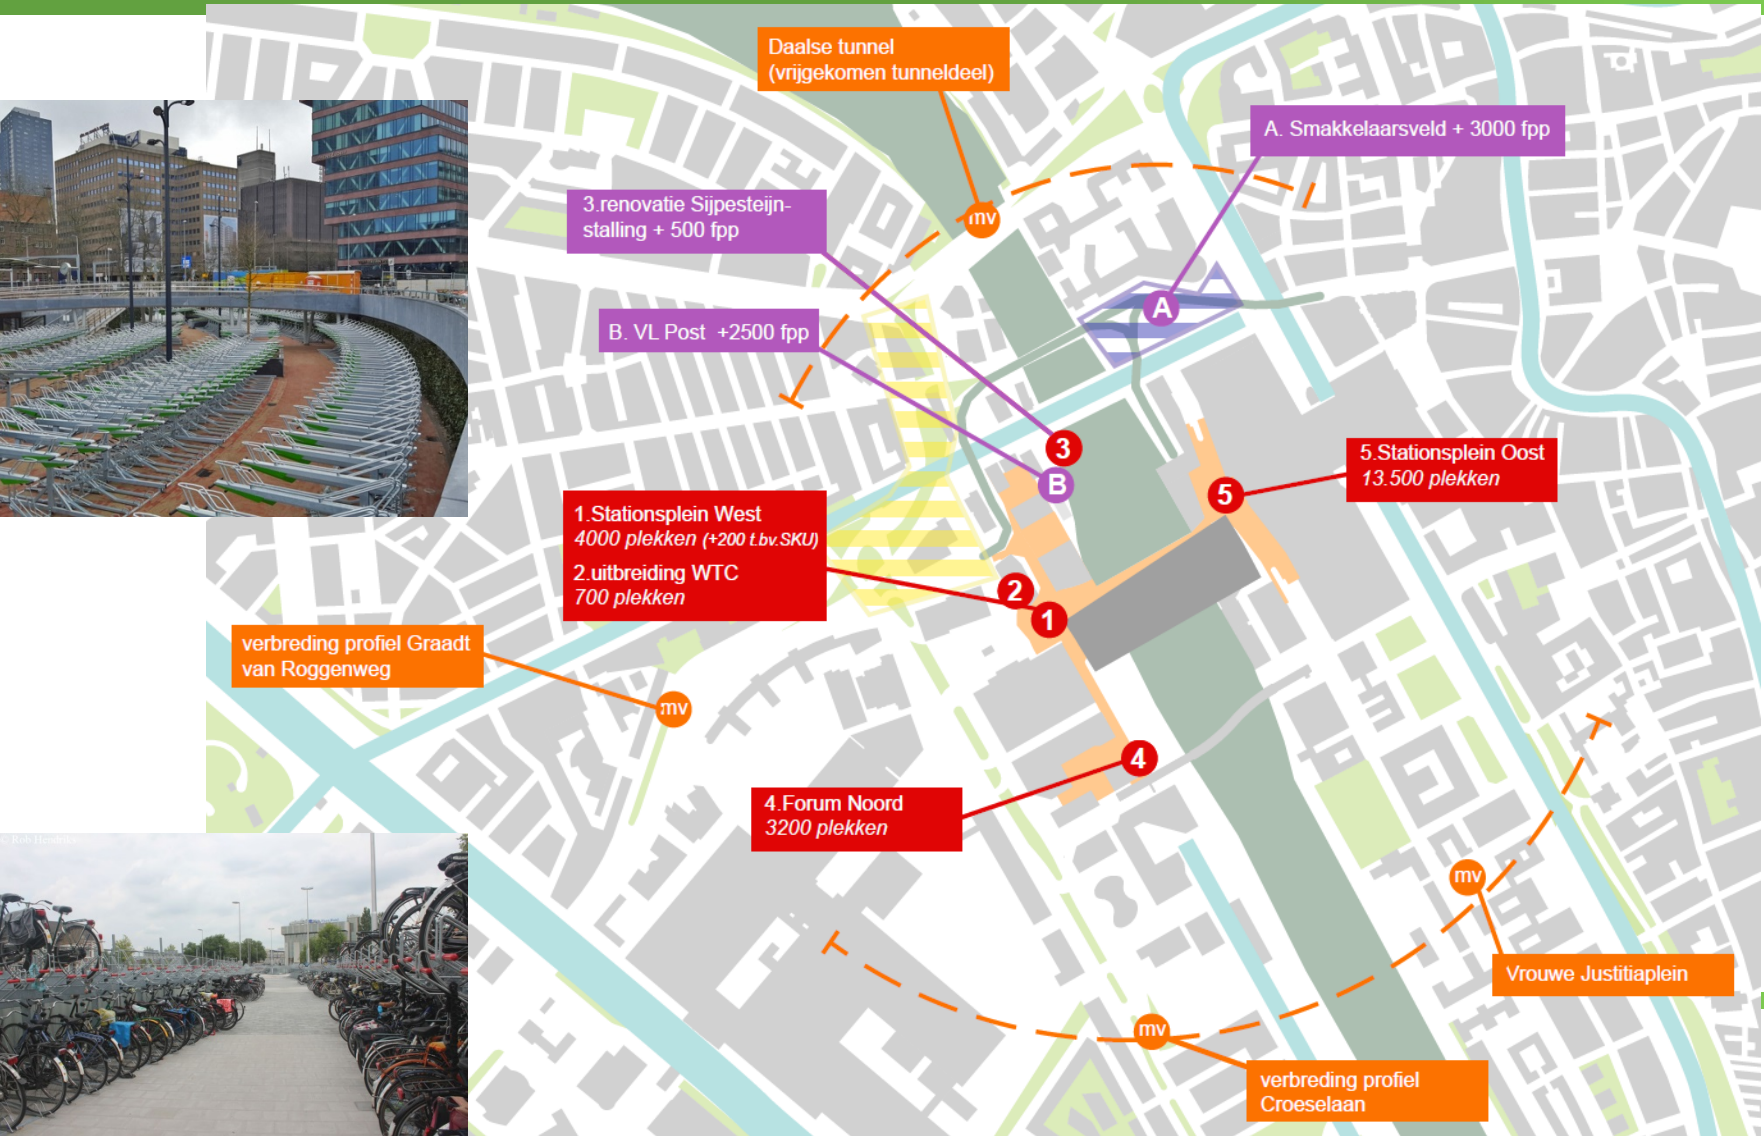 Daalse tunnel
(vrijgekomen tunneldeel)
A. Smakkelaarsveld + 3000 fpp
3.renovatie Sijpesteijn-
stalling + 500 fpp
mv
A
B. VL Post +2500 fpp
3
B
5.Stationsplein Oost
13.500 plekken
5
1.Stationsplein West
4000 plekken (+200 t.bv.SKU)
2.uitbreiding WTC
700 plekken
2
1
verbreding profiel Graadt
van Roggenweg
mv
4
4.Forum Noord
3200 plekken
© Rob Hendriks
mv
Vrouwe Justitiaplein
mv
verbreding profiel
Croeselaan